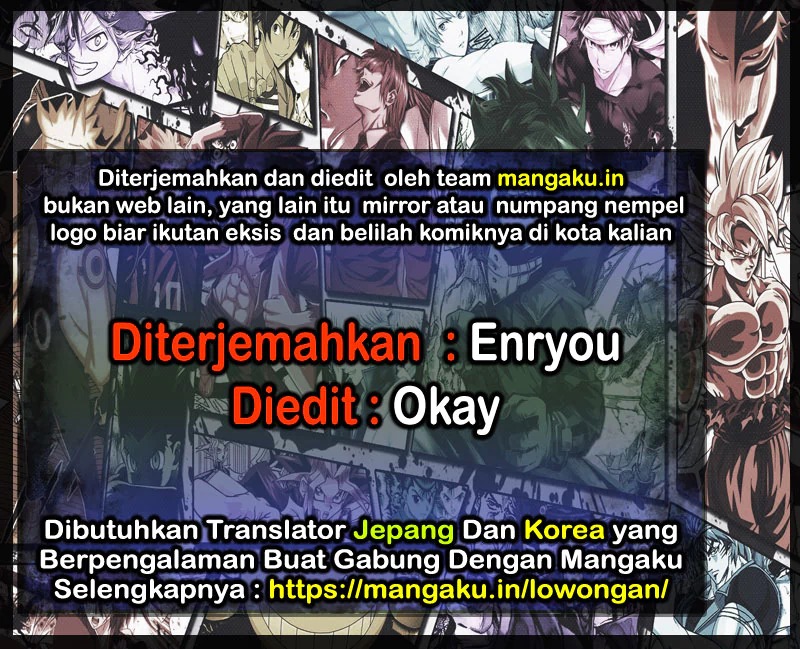 Diterjemahkan dan diedit oleh team mangaku.in
bukan web lain, yang lain itu mirror atau numpang nempel
logo biar ikutan eksis dan belilah komiknya di kota kalian
Diterjemahkan : Enryou
Diedit : Okay
Dibutuhkan Translator Jepang Dan Korea yang
Berpengalaman Buat Gabung Dengan Mangaku
Selengkapnya : https://mangaku.in/lowongan/